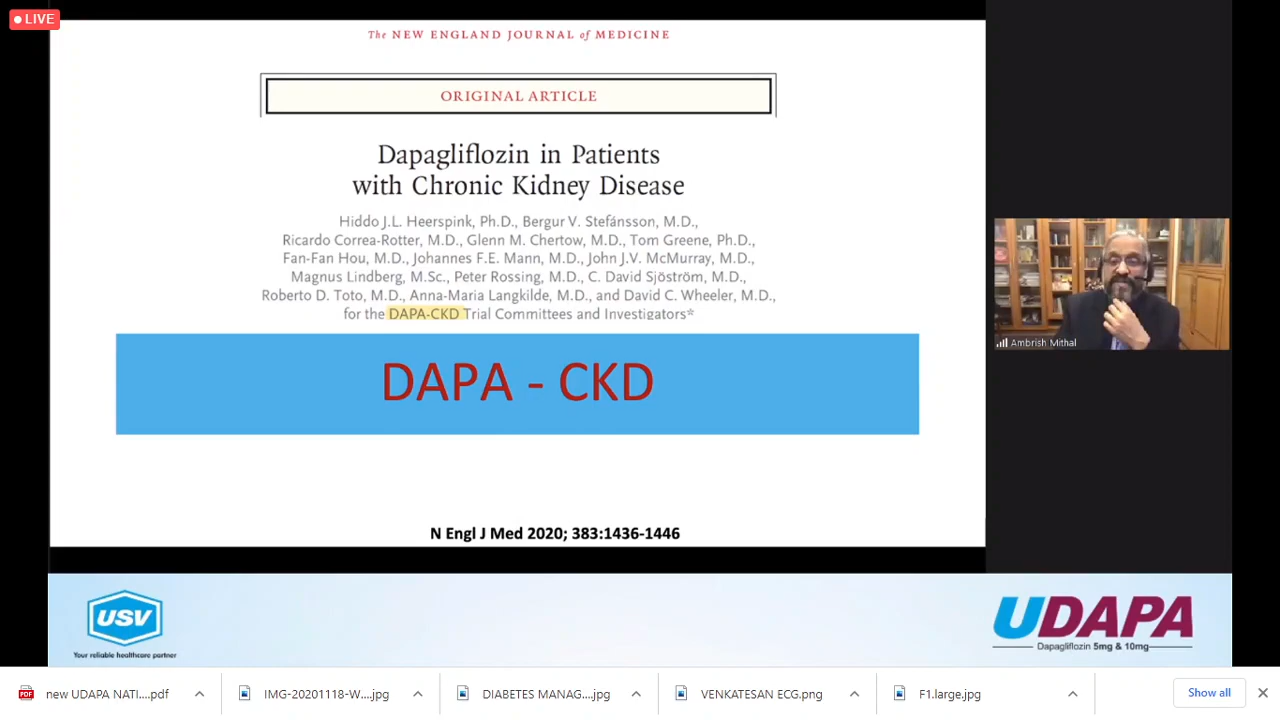 LIVE
The NEW ENGLAND JOURNAL of MEDICINE
ORIGINAL ARTICLE
Dapagliflozin in Patients
with Chronic Kidney Disease
Hiddo J.L. Heerspink, Ph.D., Bergur V. Stefánsson, M.D.,
Ricardo Correa-Rotter, M.D., Glenn M. Chertow, M.D., Tom Greene, Ph.D.,
Fan-Fan Hou, M.D., Johannes F.E. Mann, M.D., John J.V. McMurray, M.D.,
Magnus Lindberg, M.Sc., Peter Rossing, M.D., C. David Sjöström, M.D.,
Roberto D. Toto, M.D., Anna-Maria Langkilde, M.D., and David C. Wheeler, M.D.,
for the DAPA-CKD Trial Committees and Investigators*
DAPA - CKD
N Engl J Med 2020; 383:1436-1446
Ambrish Mithal
USV
Your reliable healthcare partner
UDAPA
Dapagliflozin 5mg & 10mg
new UDAPA NATI....pdf
IMG-20201118-W....jpg
DIABETES MANAG....jpg
VENKATESAN ECG.png
F1.large.jpg
Show all